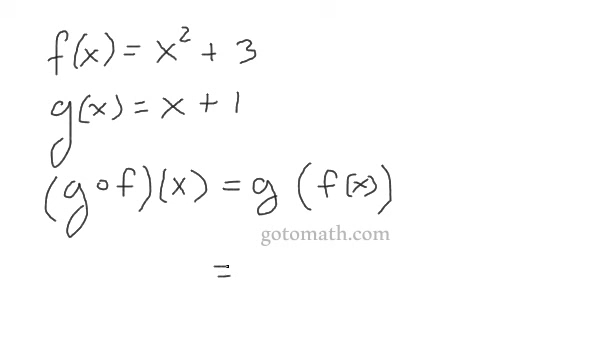 f(x) = x² + 3
g(x) = x + 1
(g∘f)(x) = g (f(x))
gotomath.com
=